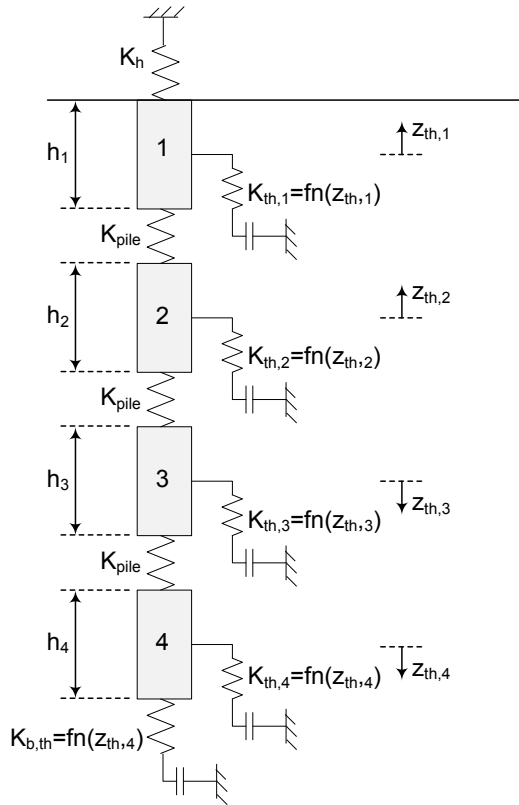 K_h
h_1
1
z_th,1
K_th,1=fn(z_th,1)
K_pile
h_2
2
z_th,2
K_th,2=fn(z_th,2)
K_pile
h_3
3
z_th,3
K_th,3=fn(z_th,3)
K_pile
h_4
4
z_th,4
K_th,4=fn(z_th,4)
K_b,th=fn(z_th,4)